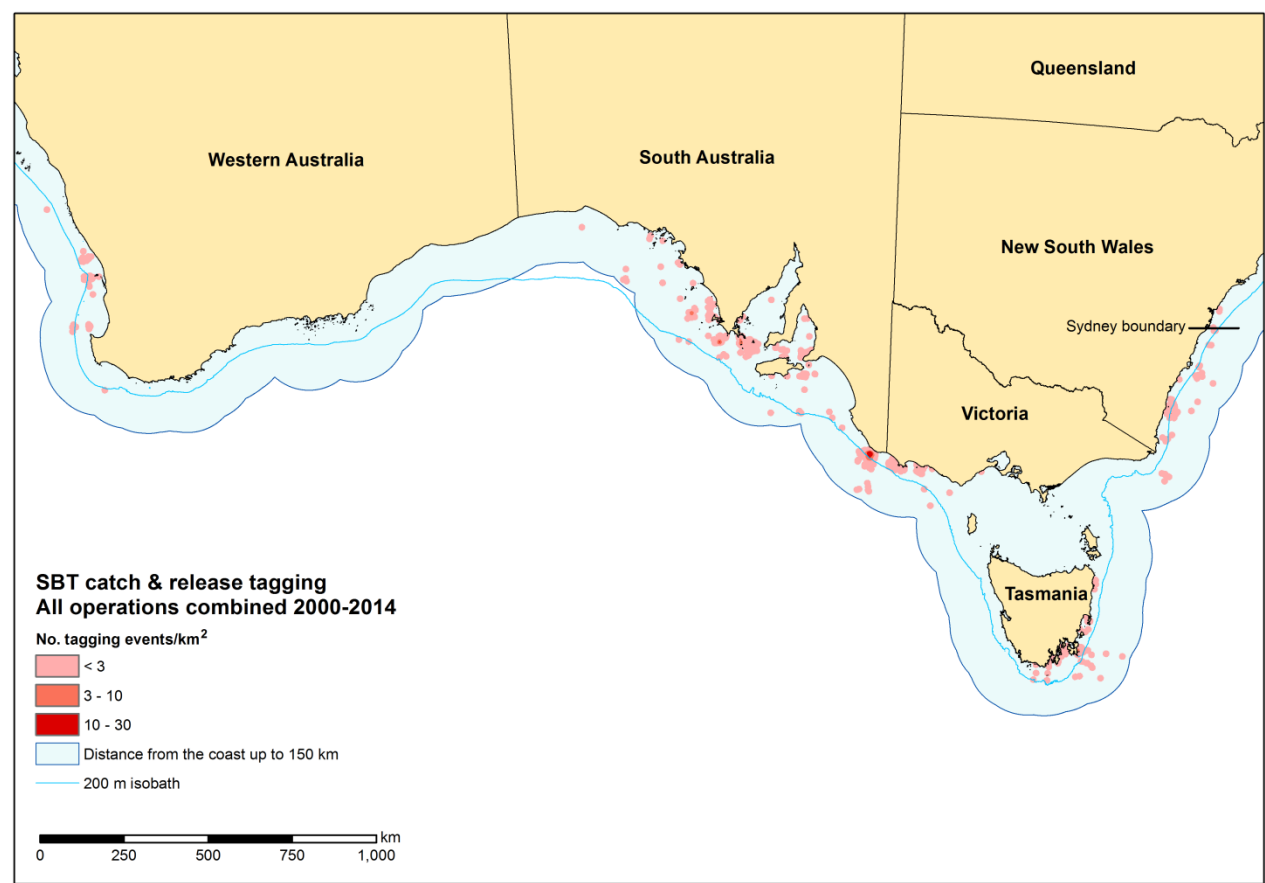 Queensland
Western Australia
South Australia
New South Wales
Sydney boundary
Victoria
Tasmania
SBT catch & release tagging
All operations combined 2000-2014
No. tagging events/km²
< 3
3 - 10
10 - 30
Distance from the coast up to 150 km
200 m isobath
km
0 250 500 750 1,000